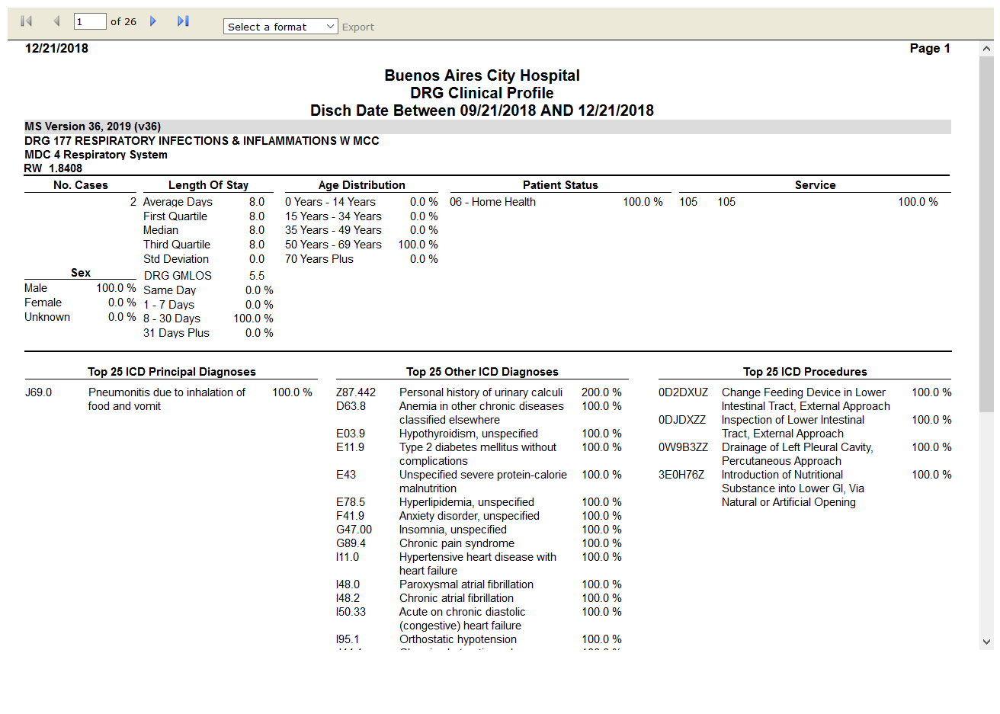 1 of 26 Select a format Export
12/21/2018 Page 1
Buenos Aires City Hospital
DRG Clinical Profile
Disch Date Between 09/21/2018 AND 12/21/2018
MS Version 36, 2019 (v36)
DRG 177 RESPIRATORY INFECTIONS & INFLAMMATIONS W MCC
MDC 4 Respiratory System
RW 1.8408
No. Cases
2
Sex
Male 100.0 %
Female 0.0 %
Unknown 0.0 %
Length Of Stay
Average Days 8.0
First Quartile 8.0
Median 8.0
Third Quartile 8.0
Std Deviation 0.0
DRG GMLOS 5.5
Same Day 0.0 %
1 - 7 Days 0.0 %
8 - 30 Days 100.0 %
31 Days Plus 0.0 %
Age Distribution
0 Years - 14 Years 0.0 %
15 Years - 34 Years 0.0 %
35 Years - 49 Years 0.0 %
50 Years - 69 Years 100.0 %
70 Years Plus 0.0 %
Patient Status
06 - Home Health 100.0 %
Service
105 105 100.0 %
Top 25 ICD Principal Diagnoses
J69.0 Pneumonitis due to inhalation of 100.0 %
food and vomit
Top 25 Other ICD Diagnoses
Z87.442 Personal history of urinary calculi 200.0 %
D63.8 Anemia in other chronic diseases 100.0 %
classified elsewhere
E03.9 Hypothyroidism, unspecified 100.0 %
E11.9 Type 2 diabetes mellitus without 100.0 %
complications
E43 Unspecified severe protein-calorie 100.0 %
malnutrition
E78.5 Hyperlipidemia, unspecified 100.0 %
F41.9 Anxiety disorder, unspecified 100.0 %
G47.00 Insomnia, unspecified 100.0 %
G89.4 Chronic pain syndrome 100.0 %
I11.0 Hypertensive heart disease with 100.0 %
heart failure
I48.0 Paroxysmal atrial fibrillation 100.0 %
I48.2 Chronic atrial fibrillation 100.0 %
I50.33 Acute on chronic diastolic 100.0 %
(congestive) heart failure
I95.1 Orthostatic hypotension 100.0 %
Top 25 ICD Procedures
0D2DXUZ Change Feeding Device in Lower 100.0 %
Intestinal Tract, External Approach
0DJDXZZ Inspection of Lower Intestinal 100.0 %
Tract, External Approach
0W9B3ZZ Drainage of Left Pleural Cavity, 100.0 %
Percutaneous Approach
3E0H76Z Introduction of Nutritional 100.0 %
Substance into Lower GI, Via
Natural or Artificial Opening